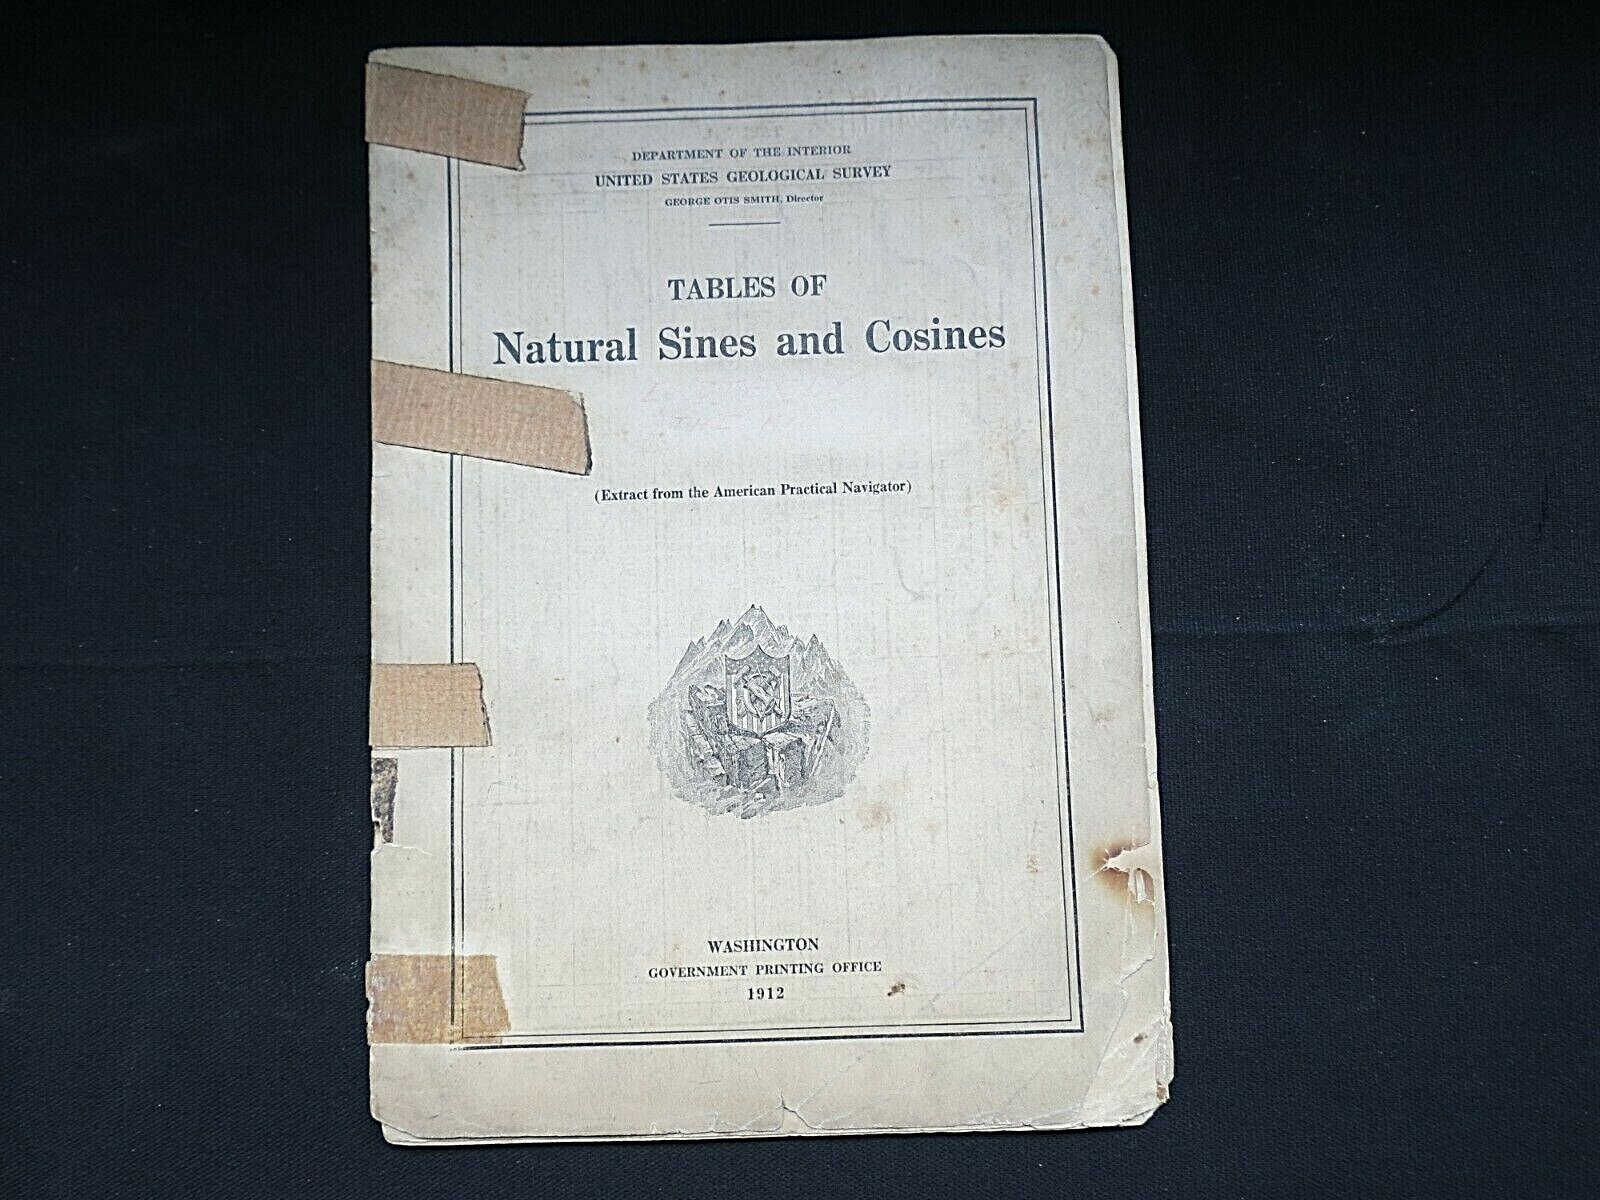 DEPARTMENT OF THE INTERIOR
UNITED STATES GEOLOGICAL SURVEY
GEORGE OTIS SMITH, Director
TABLES OF
Natural Sines and Cosines
(Extract from the American Practical Navigator)
WASHINGTON
GOVERNMENT PRINTING OFFICE
1912